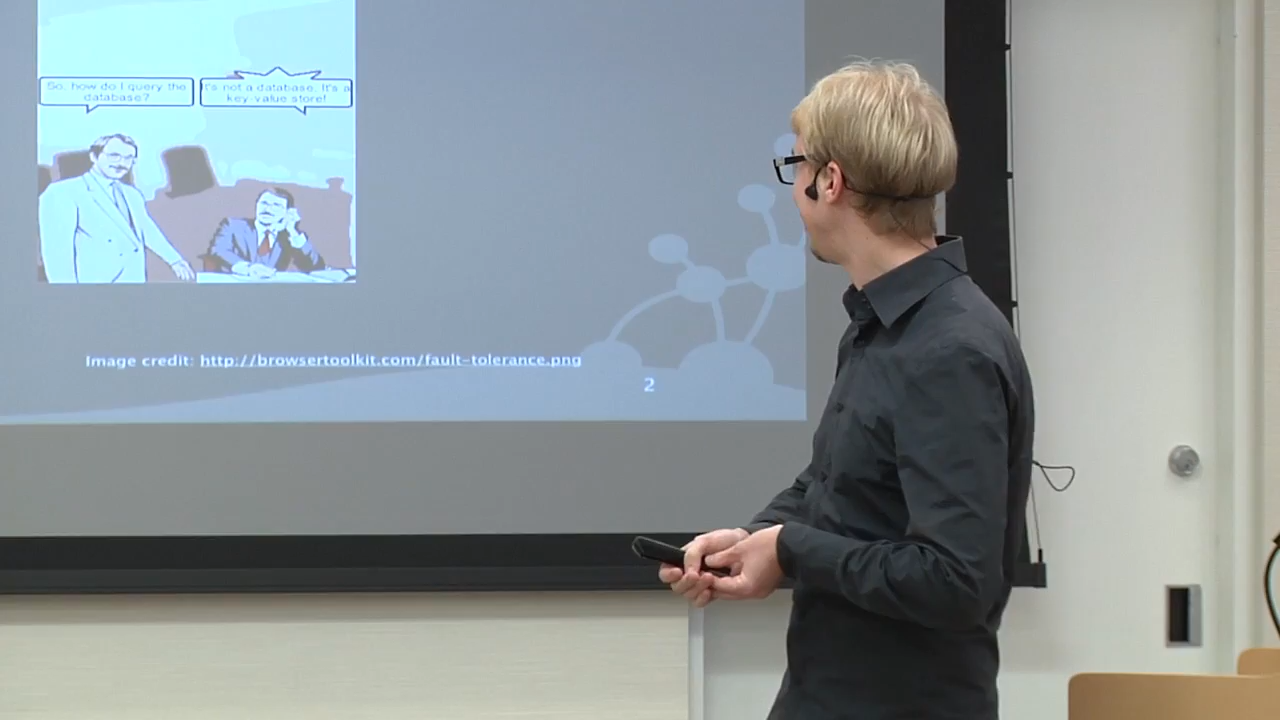 So, how do I query the
database?
It's not a database. It's a
key-value store!
Image credit: http://browsertoolkit.com/fault-tolerance.png
2